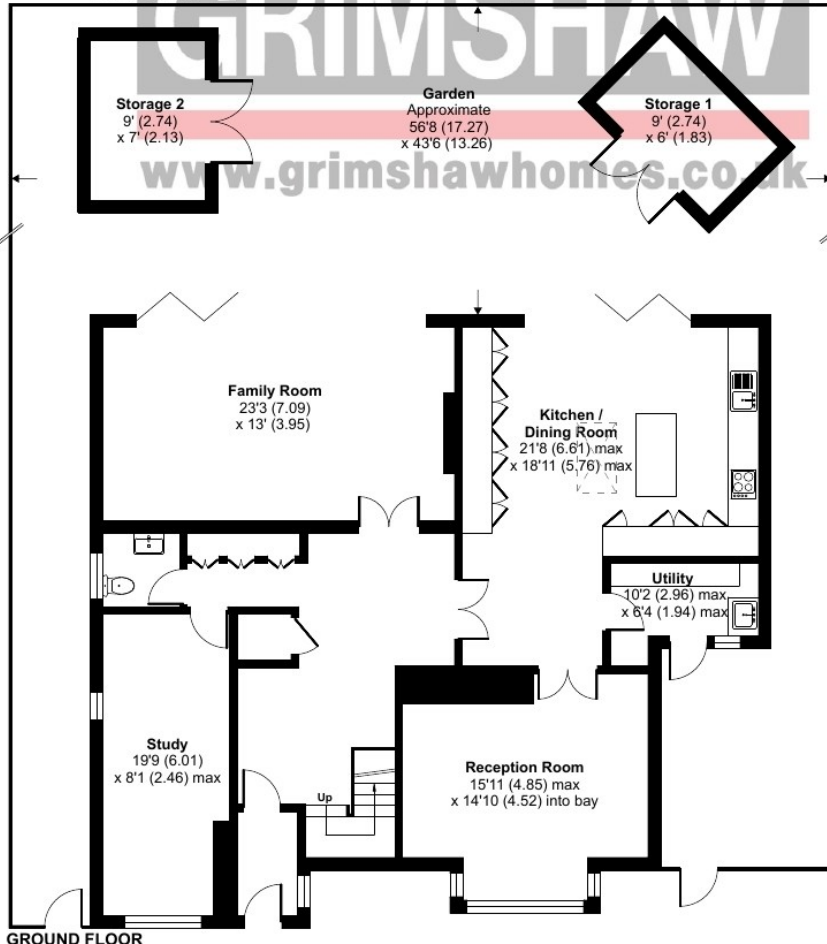 GRIMSHAW
www.grimshawhomes.co.uk
Storage 2
9' (2.74)
x 7' (2.13)
Garden
Approximate
56'8 (17.27)
x 43'6 (13.26)
Storage 1
9' (2.74)
x 6' (1.83)
Family Room
23'3 (7.09)
x 13' (3.95)
Kitchen /
Dining Room
21'8 (6.61) max
x 18'11 (5.76) max
Utility
10'2 (2.96) max
x 6'4 (1.94) max
Study
19'9 (6.01)
x 8'1 (2.46) max
Up
Reception Room
15'11 (4.85) max
x 14'10 (4.52) into bay
GROUND FLOOR